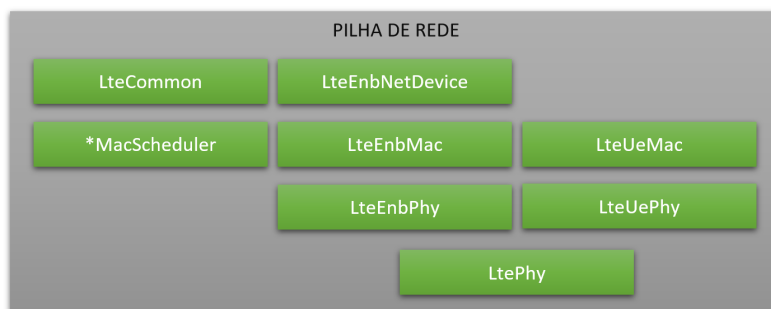 PILHA DE REDE
LteCommon
LteEnbNetDevice
*MacScheduler
LteEnbMac
LteUeMac
LteEnbPhy
LteUePhy
LtePhy